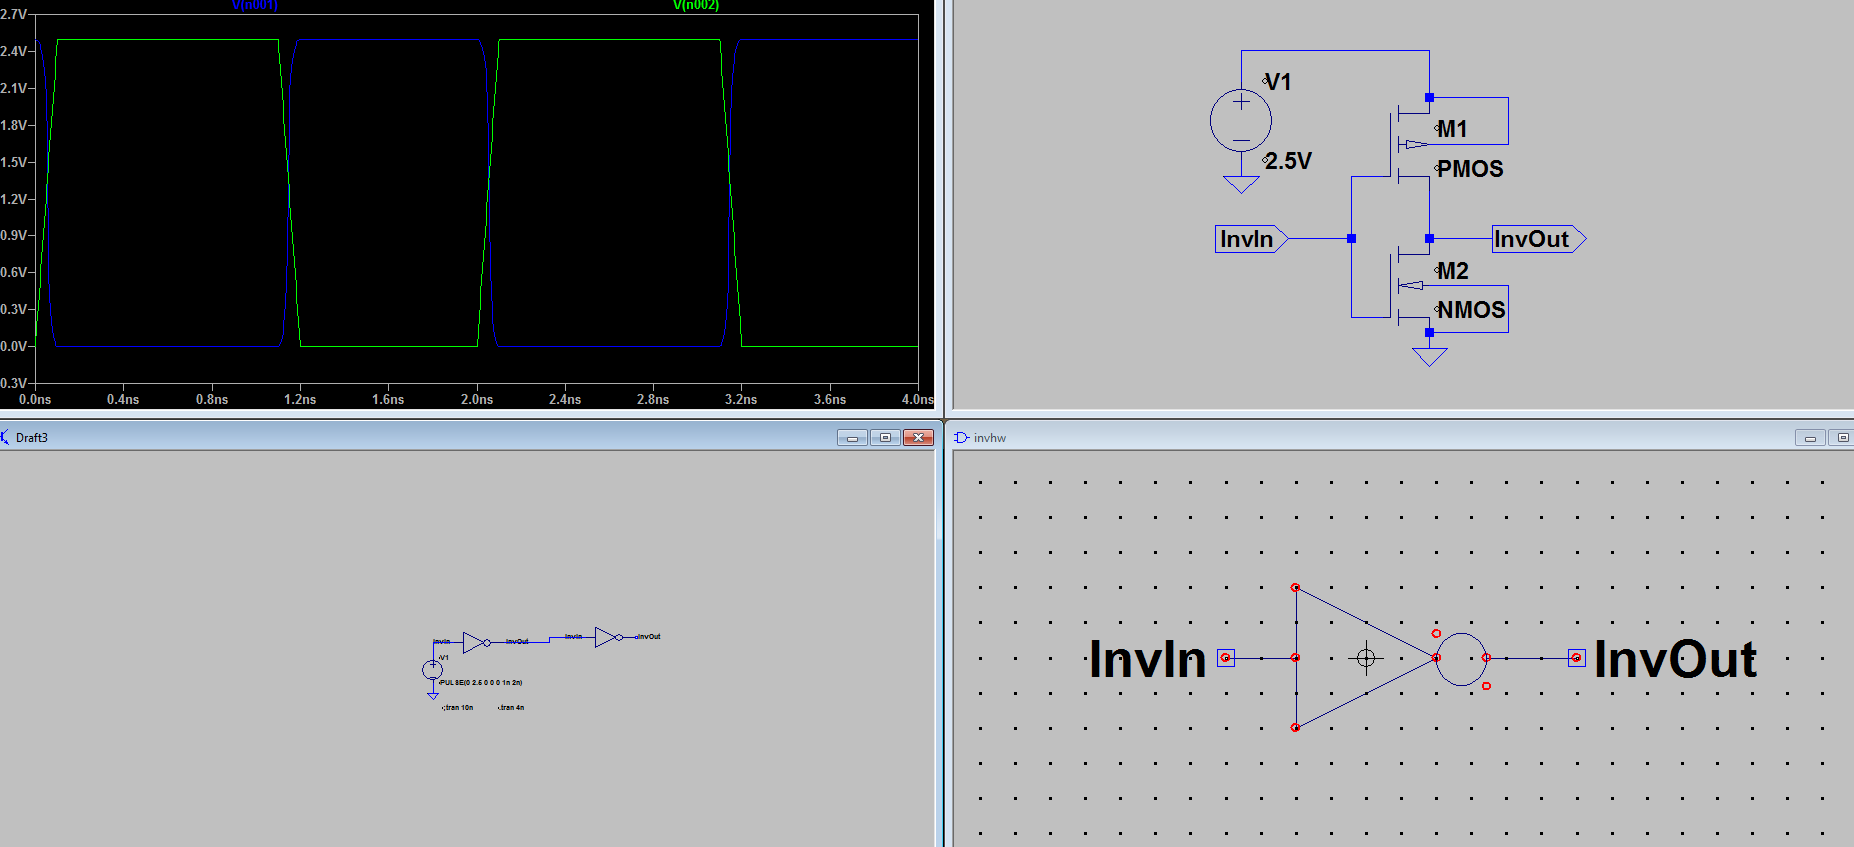 V(n001) V(n002)
2.7V
2.4V
2.1V
1.8V
1.5V
1.2V
0.9V
0.6V
0.3V
0.0V
0.3V
0.0ns 0.4ns 0.8ns 1.2ns 1.6ns 2.0ns 2.4ns 2.8ns 3.2ns 3.6ns 4.0ns
V1
2.5V
M1
PMOS
InvIn
InvOut
M2
NMOS
Draft3
InvIn InvOut InvIn InvOut
V1
PULSE(0 2.5 0 0 0 1n 2n)
;tran 10n .tran 4n
invhw
InvIn InvOut